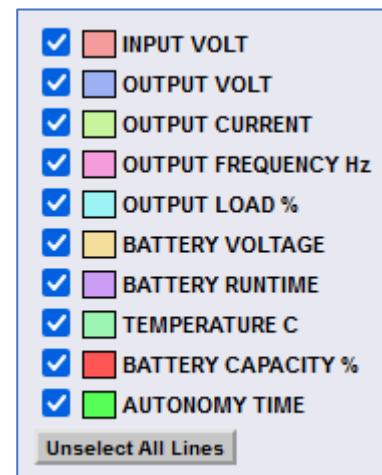 INPUT VOLT
OUTPUT VOLT
OUTPUT CURRENT
OUTPUT FREQUENCY Hz
OUTPUT LOAD %
BATTERY VOLTAGE
BATTERY RUNTIME
TEMPERATURE C
BATTERY CAPACITY %
AUTONOMY TIME
Unselect All Lines